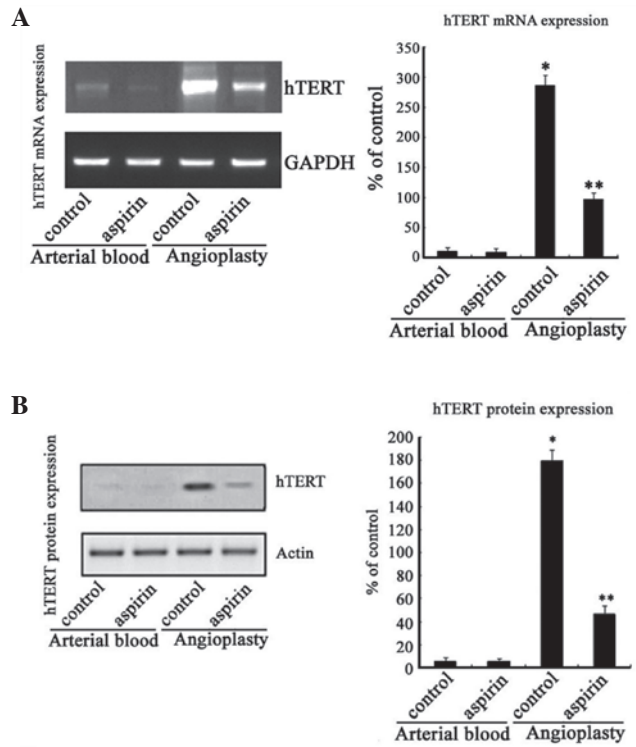 A
hTERT mRNA expression
hTERT
GAPDH
control
aspirin
control
aspirin
Arterial blood
Angioplasty
hTERT mRNA expression
% of control
350
300
250
200
150
100
50
0
*
**
control
aspirin
control
aspirin
Arterial blood
Angioplasty
B
hTERT protein expression
hTERT
Actin
control
aspirin
control
aspirin
Arterial blood
Angioplasty
hTERT protein expression
% of control
200
180
160
140
120
100
80
60
40
20
0
*
**
control
aspirin
control
aspirin
Arterial blood
Angioplasty